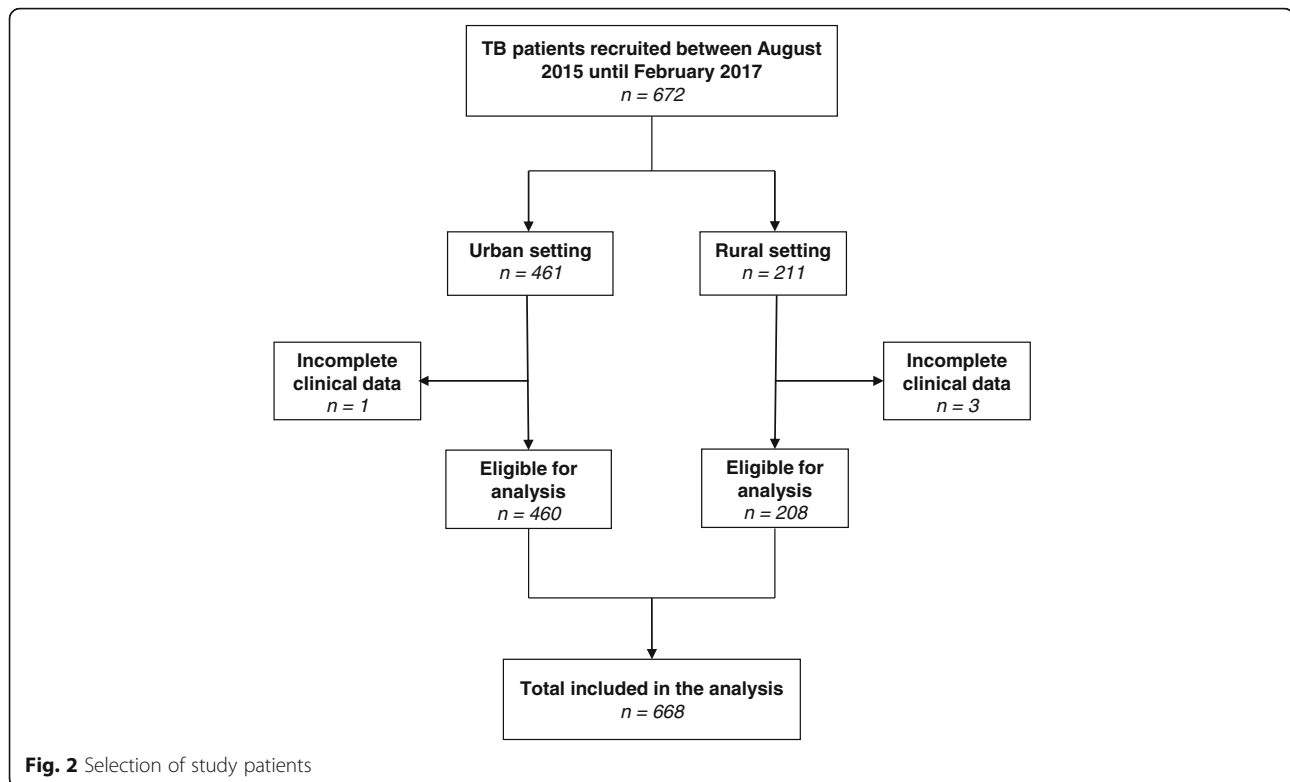 TB patients recruited between August
2015 until February 2017
n = 672
Urban setting
n = 461
Rural setting
n = 211
Incomplete
clinical data
n = 1
Incomplete
clinical data
n = 3
Eligible for
analysis
n = 460
Eligible for
analysis
n = 208
Total included in the analysis
n = 668
Fig. 2 Selection of study patients